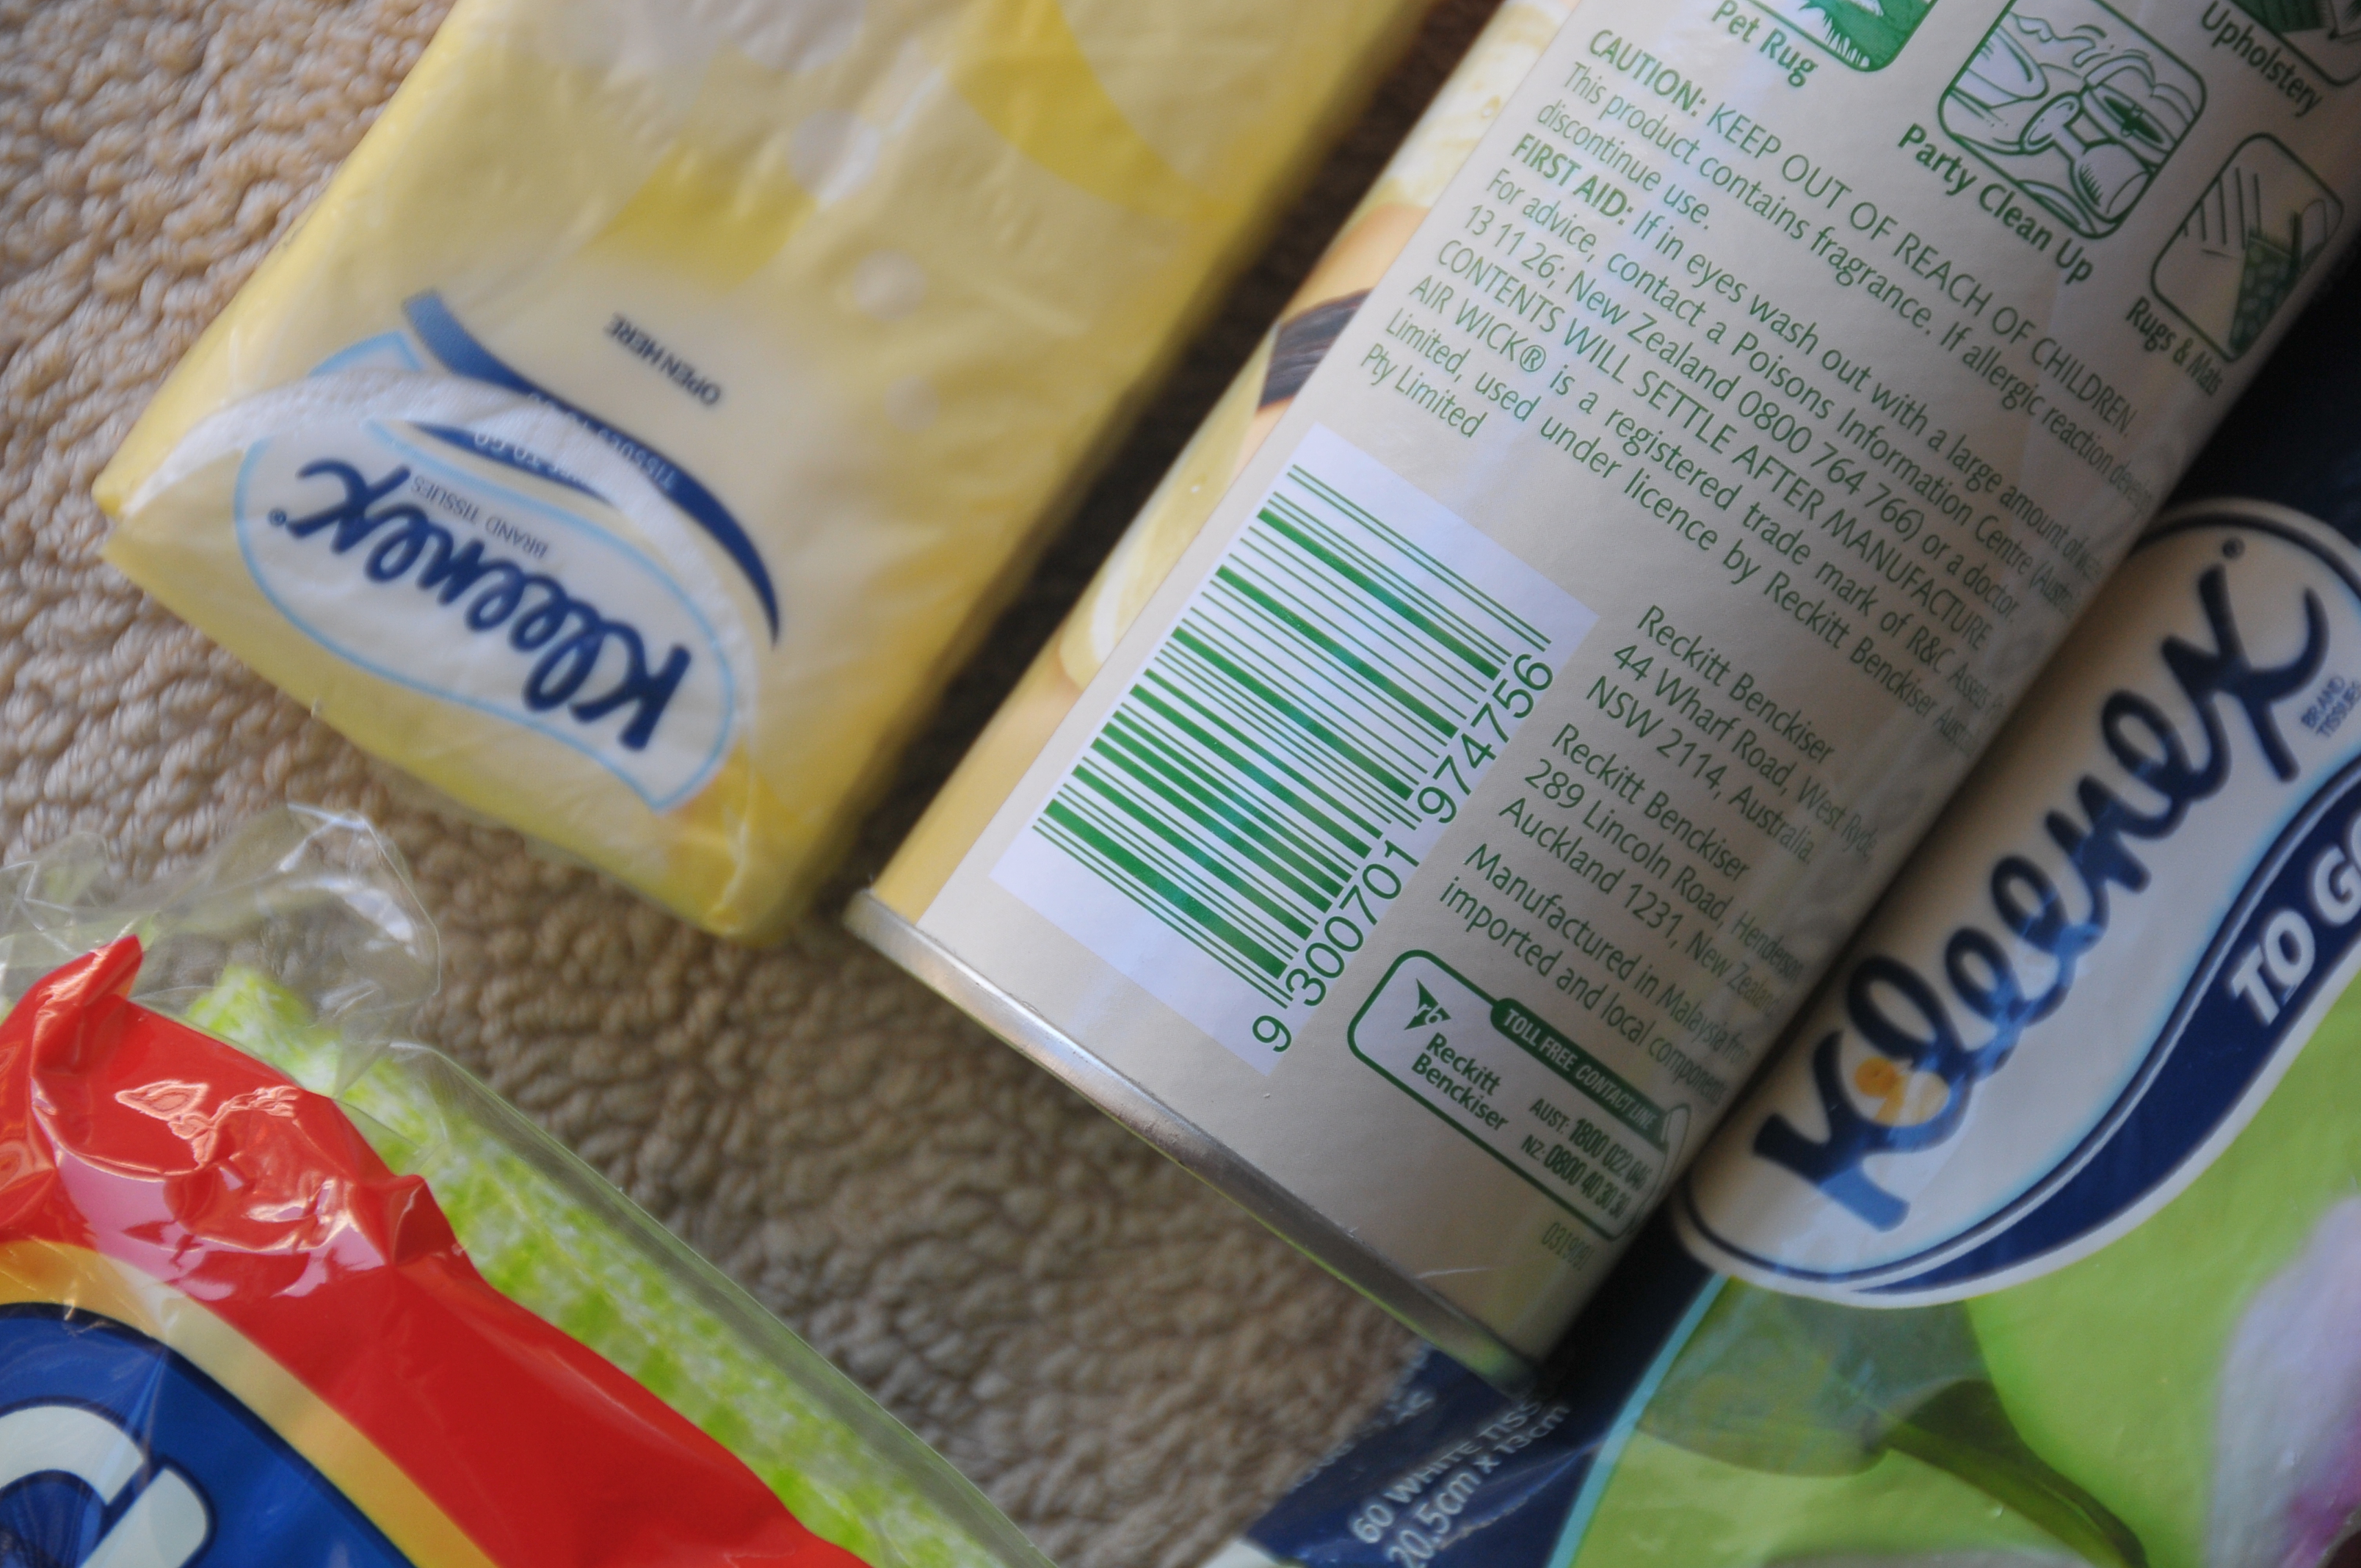 Pet Rug
Party Clean Up
Upholstery
Rugs & Mats
CAUTION: KEEP OUT OF REACH OF CHILDREN.
This product contains fragrance. If allergic reaction
discontinue use.
FIRST AID: If in eyes wash out with a large amount of
For advice, contact a Poisons Information Centre
13 11 26; New Zealand 0800 764 766) or a doctor.
CONTENTS WILL SETTLE AFTER MANUFACTURE
AIR WICK® is a registered trade mark of R&C
Limited, used under licence by Reckitt Benckiser
Pty Limited
9 300701 974756
Reckitt Benckiser
44 Wharf Road, West Ryde,
NSW 2114, Australia.
Reckitt Benckiser
289 Lincoln Road, Henderson
Auckland 1231, New Zealand
Manufactured in Malaysia from
imported and local components
rb
Reckitt
Benckiser
TOLL FREE CONTACT LINE
AUST: 1800 022 046
NZ: 0800 40 30 30
Kleenex®
BRAND TISSUES
OPEN HERE
Kleenex®
BRAND
TISSUES
TO GO
60 WHITE TISS
20.5cm x 13cm